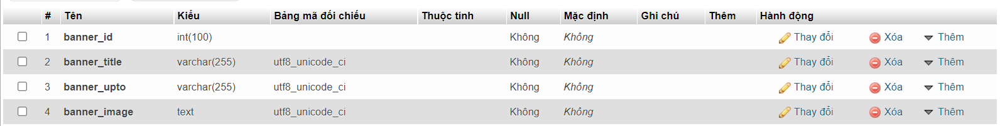 # Tên Kiểu Bảng mã đối chiếu Thuộc tính Null Mặc định Ghi chú Thêm Hành động
1 banner_id int(100) Không Không Thay đổi Xóa Thêm
2 banner_title varchar(255) utf8_unicode_ci Không Không Thay đổi Xóa Thêm
3 banner_upto varchar(255) utf8_unicode_ci Không Không Thay đổi Xóa Thêm
4 banner_image text utf8_unicode_ci Không Không Thay đổi Xóa Thêm